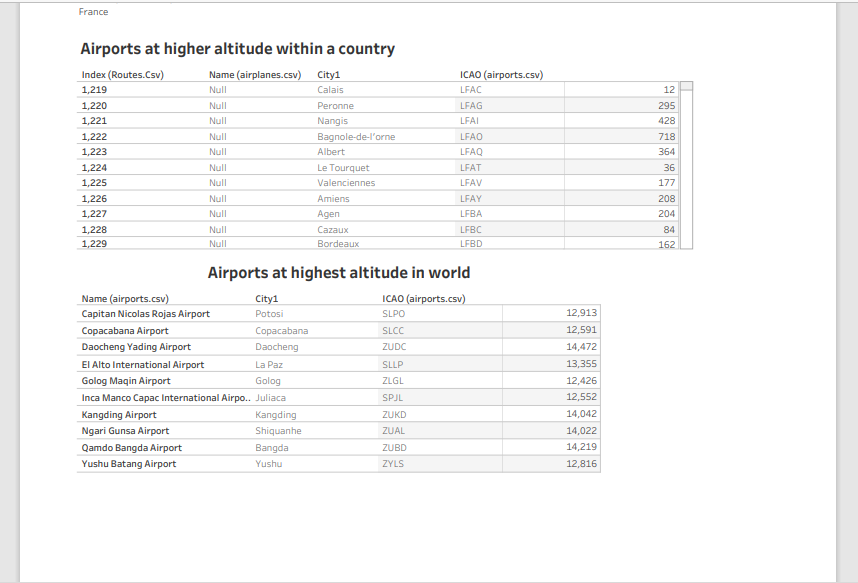 France
Airports at higher altitude within a country
Index (Routes.Csv) Name (airplanes.csv) City1 ICAO (airports.csv)
1,219 Null Calais LFAC 12
1,220 Null Peronne LFAG 295
1,221 Null Nangis LFAI 428
1,222 Null Bagnole-de-l'orne LFAO 718
1,223 Null Albert LFAQ 364
1,224 Null Le Tourquet LFAT 36
1,225 Null Valenciennes LFAV 177
1,226 Null Amiens LFAY 208
1,227 Null Agen LFBA 204
1,228 Null Cazaux LFBC 84
1,229 Null Bordeaux LFBD 162
Airports at highest altitude in world
Name (airports.csv) City1 ICAO (airports.csv)
Capitan Nicolas Rojas Airport Potosi SLPO 12,913
Copacabana Airport Copacabana SLCC 12,591
Daocheng Yading Airport Daocheng ZUDC 14,472
El Alto International Airport La Paz SLLP 13,355
Golog Maqin Airport Golog ZLGL 12,426
Inca Manco Capac International Airpo.. Juliaca SPJL 12,552
Kangding Airport Kangding ZUKD 14,042
Ngari Gunsa Airport Shiquanhe ZUAL 14,022
Qamdo Bangda Airport Bangda ZUBD 14,219
Yushu Batang Airport Yushu ZYLS 12,816